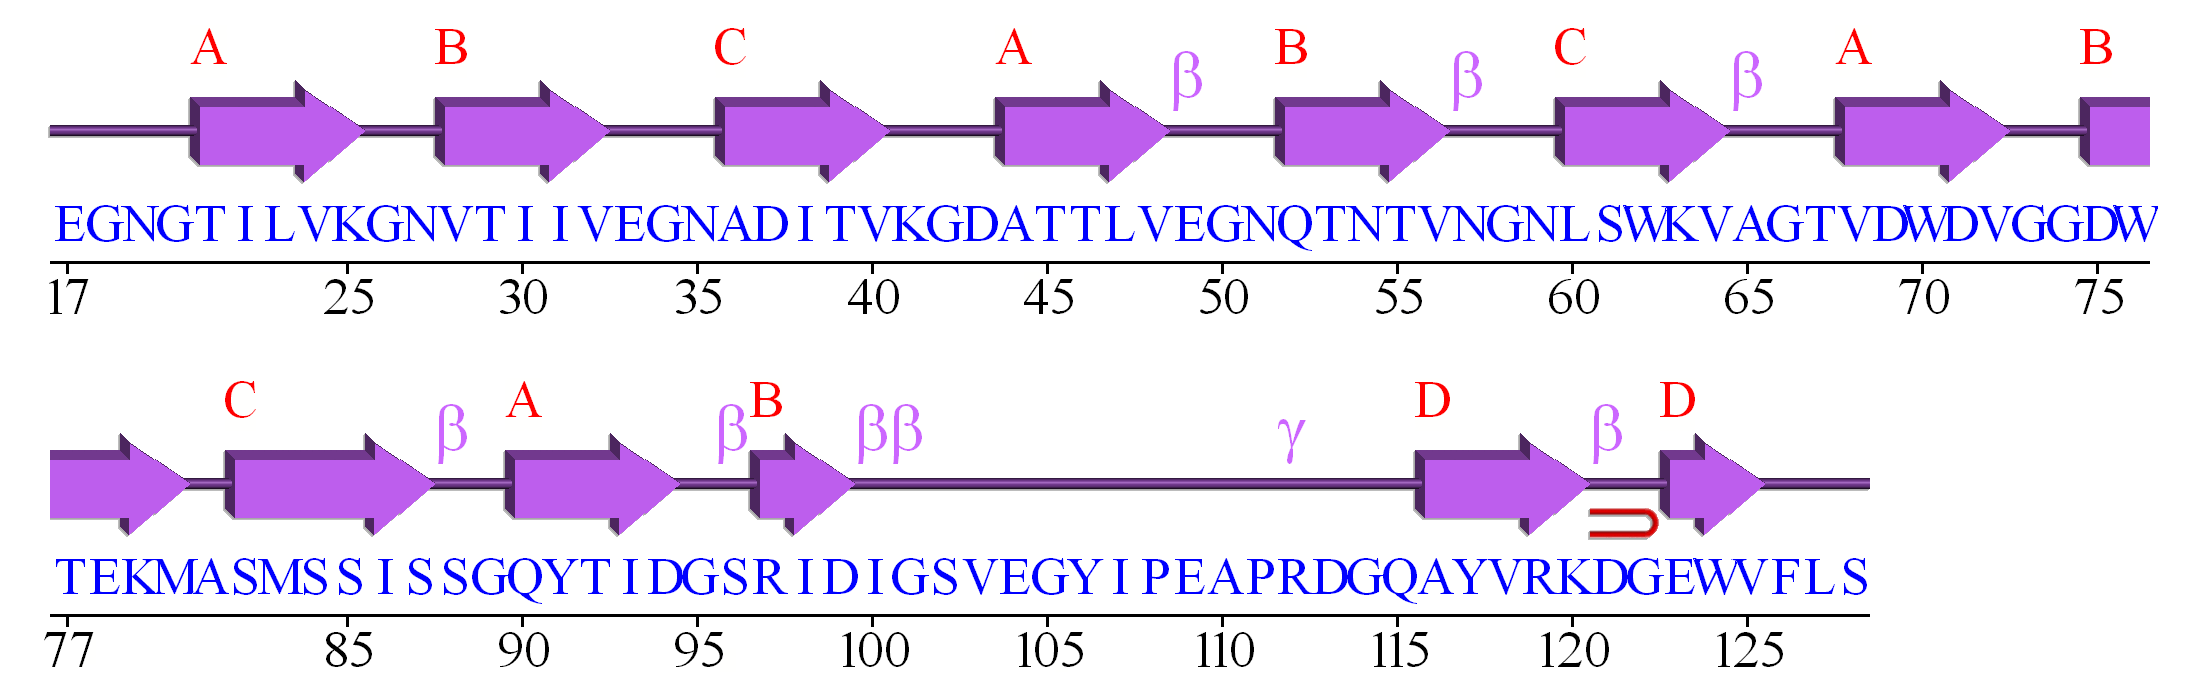 A B C A β B β C β A B
EGNGTILVKGNVTIIVEGNADITVKGDATTLVEGNQTNTVNGNLSWKVAGTVDWDVGGDW
17 25 30 35 40 45 50 55 60 65 70 75
C β A β B ββ γ D β D
TEKMASMSSISSGQYTIDGSRIDIGSVEGYIPEAPRDGQAYVRKDGEWVFLS
77 85 90 95 100 105 110 115 120 125